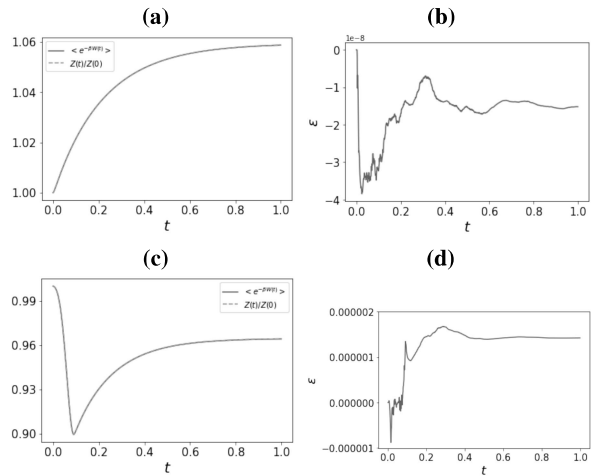 (a)
1.06
1.04
1.02
1.00
< e^{-βW(t)} >
Z(t)/Z(0)
0.0 0.2 0.4 0.6 0.8 1.0
t
(b)
1e−8
0
−1
−2
−3
−4
ε
0.0 0.2 0.4 0.6 0.8 1.0
t
(c)
0.99
0.96
0.93
0.90
< e^{-βW(t)} >
Z(t)/Z(0)
0.0 0.2 0.4 0.6 0.8 1.0
t
(d)
0.000002
0.000001
0.000000
−0.000001
ε
0.0 0.2 0.4 0.6 0.8 1.0
t